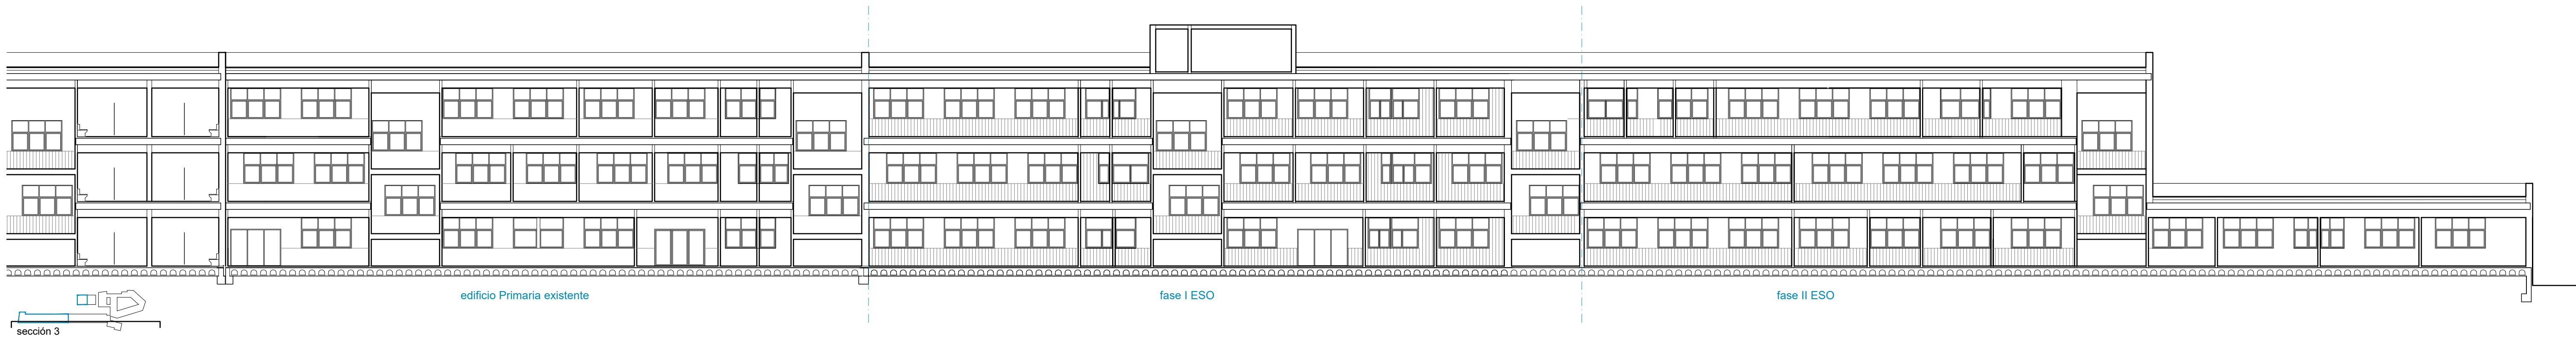 edificio Primaria existente
fase I ESO
fase II ESO
sección 3